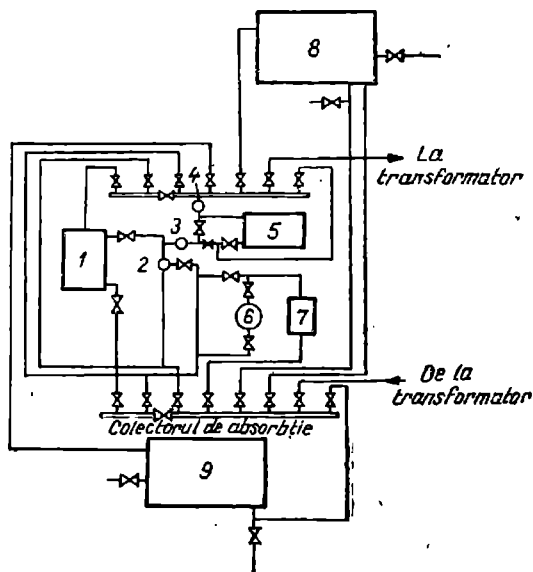 8
La
transformator
4
3
5
1
2
6
7
De la
transformator
Colectorul de absorbție
9